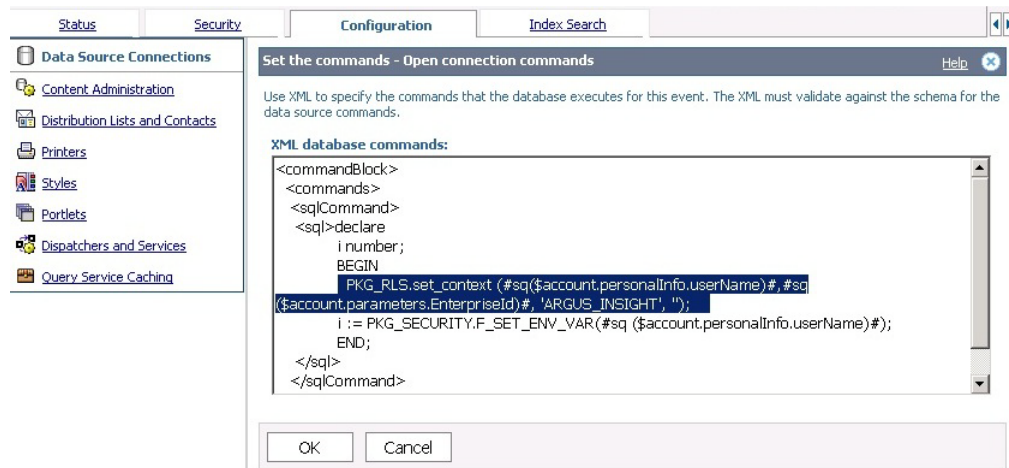 Status
Security
Configuration
Index Search
Data Source Connections
Content Administration
Distribution Lists and Contacts
Printers
Styles
Portlets
Dispatchers and Services
Query Service Caching
Set the commands - Open connection commands
Help
Use XML to specify the commands that the database executes for this event. The XML must validate against the schema for the
data source commands.
XML database commands:
<commandBlock>
<commands>
<sqlCommand>
<sql>declare
i number;
BEGIN
PKG_RLS.set_context (#sq($account.personalInfo.userName)#,#sq
($account.parameters.EnterpriseId)#, 'ARGUS_INSIGHT', '');
i := PKG_SECURITY.F_SET_ENV_VAR(#sq ($account.personalInfo.userName)#);
END;
</sql>
</sqlCommand>
OK
Cancel